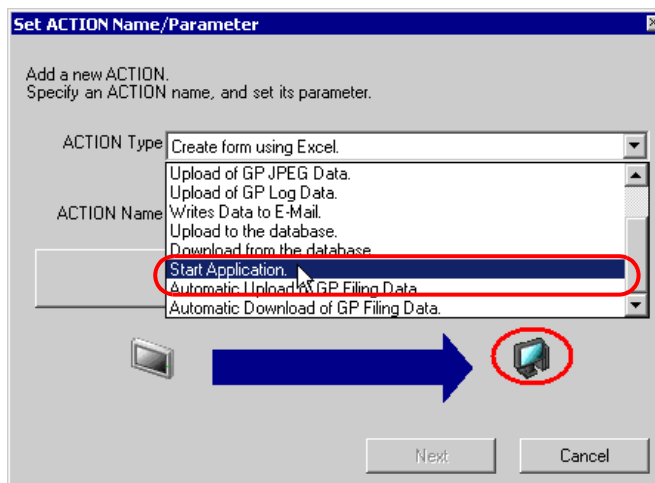 Set ACTION Name/Parameter
Add a new ACTION.
Specify an ACTION name, and set its parameter.
ACTION Type
Create form using Excel.
Upload of GP JPEG Data.
Upload of GP Log Data.
ACTION Name
Writes Data to E-Mail.
Upload to the database.
Download from the database.
Start Application.
Automatic Upload of GP Filing Data.
Automatic Download of GP Filing Data.
Next
Cancel